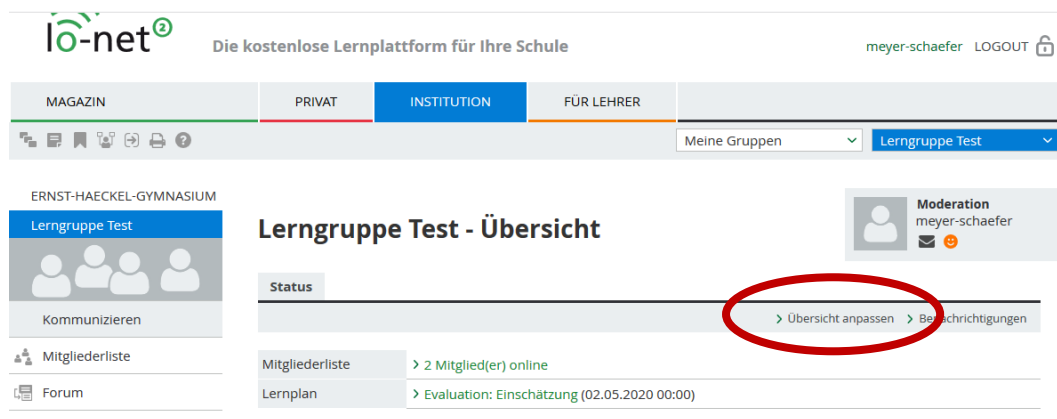 lo-net²
Die kostenlose Lernplattform für Ihre Schule
meyer-schaefer LOGOUT
MAGAZIN PRIVAT INSTITUTION FÜR LEHRER
Meine Gruppen Lerngruppe Test
ERNST-HAECKEL-GYMNASIUM
Lerngruppe Test
Lerngruppe Test - Übersicht
Moderation
meyer-schaefer
Status
Kommunizieren
> Übersicht anpassen > Benachrichtigungen
Mitgliederliste
Mitgliederliste > 2 Mitglied(er) online
Forum
Lernplan > Evaluation: Einschätzung (02.05.2020 00:00)